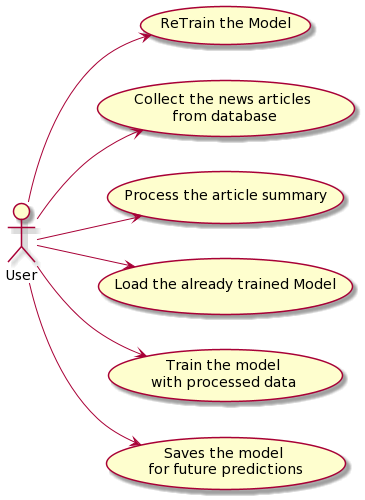 ReTrain the Model
Collect the news articles
from database
Process the article summary
User
Load the already trained Model
Train the model
with processed data
Saves the model
for future predictions